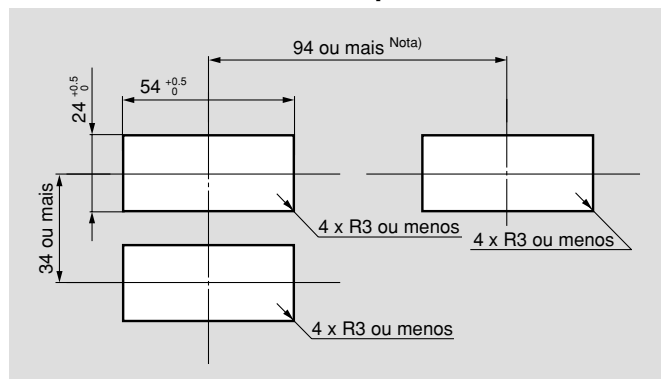 94 ou mais Nota)
54 +0.5 0
24 +0.5 0
34 ou mais
4 x R3 ou menos
4 x R3 ou menos
4 x R3 ou menos